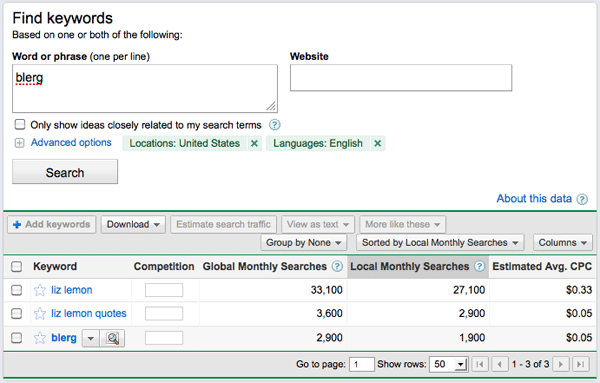 Find keywords
Based on one or both of the following:
Word or phrase (one per line) Website
blerg
Only show ideas closely related to my search terms ?
Advanced options Locations: United States × Languages: English ×
Search
About this data ?
+ Add keywords Download Estimate search traffic View as text More like these
Group by None Sorted by Local Monthly Searches Columns
Keyword Competition Global Monthly Searches ? Local Monthly Searches ? Estimated Avg. CPC
liz lemon 33,100 27,100 $0.33
liz lemon quotes 3,600 2,900 $0.05
blerg 2,900 1,900 $0.05
Go to page: 1 Show rows: 50 1 - 3 of 3